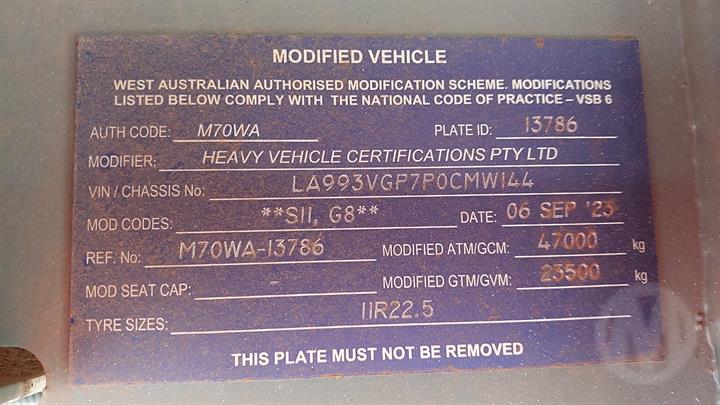 MODIFIED VEHICLE
WEST AUSTRALIAN AUTHORISED MODIFICATION SCHEME. MODIFICATIONS
LISTED BELOW COMPLY WITH THE NATIONAL CODE OF PRACTICE – VSB 6
AUTH CODE: M70WA PLATE ID: 13786
MODIFIER: HEAVY VEHICLE CERTIFICATIONS PTY LTD
VIN / CHASSIS No: LA993VGP7P0CMW144
MOD CODES: **S11, G8** DATE: 06 SEP '23
REF. No: M70WA-13786 MODIFIED ATM/GCM: 47000 kg
MOD SEAT CAP: MODIFIED GTM/GVM: 23500 kg
TYRE SIZES: 11R22.5
THIS PLATE MUST NOT BE REMOVED
M